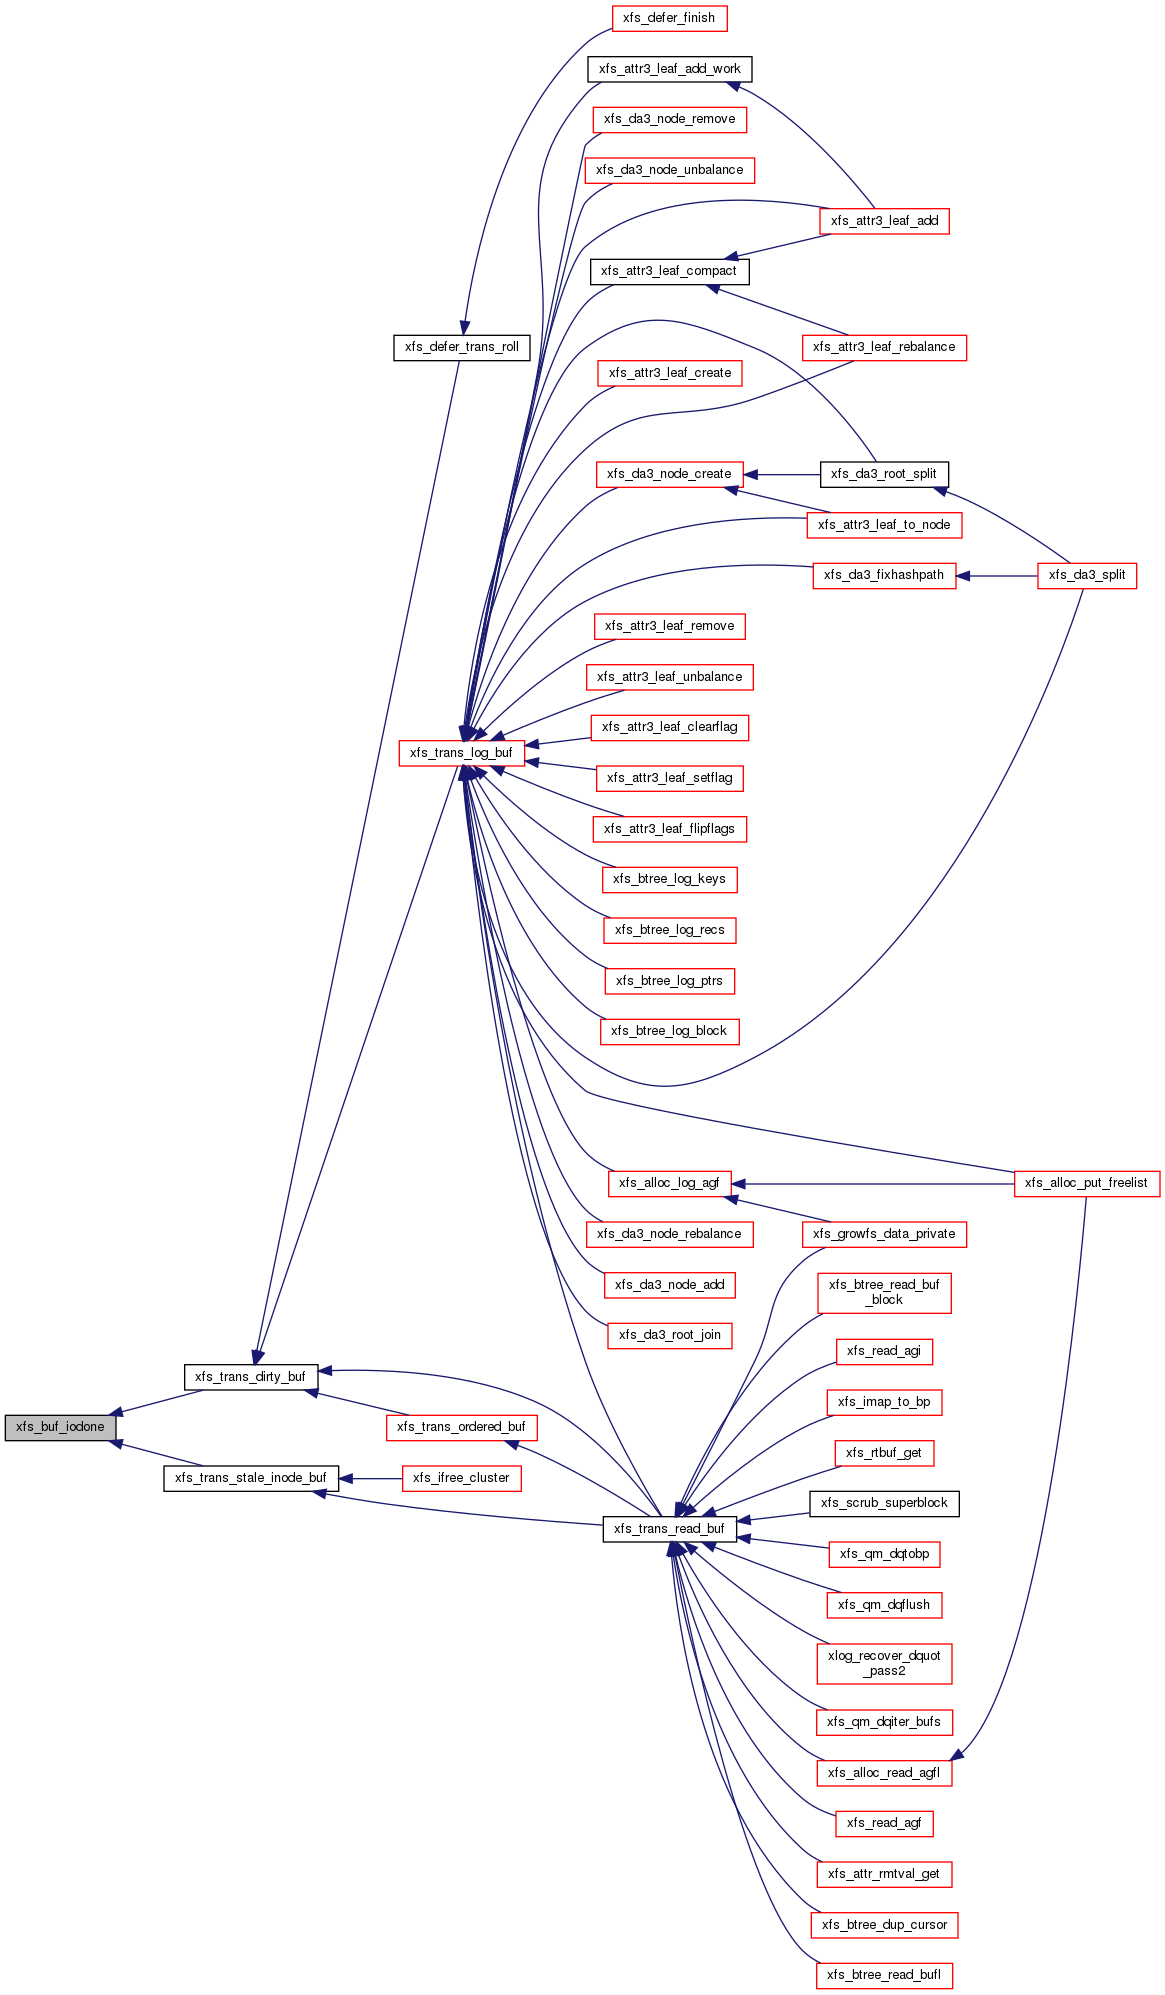 xfs_defer_finish
xfs_attr3_leaf_add_work
xfs_da3_node_remove
xfs_da3_node_unbalance
xfs_attr3_leaf_add
xfs_attr3_leaf_compact
xfs_defer_trans_roll
xfs_attr3_leaf_rebalance
xfs_attr3_leaf_create
xfs_da3_node_create
xfs_da3_root_split
xfs_attr3_leaf_to_node
xfs_da3_fixhashpath
xfs_da3_split
xfs_attr3_leaf_remove
xfs_attr3_leaf_unbalance
xfs_attr3_leaf_clearflag
xfs_trans_log_buf
xfs_attr3_leaf_setflag
xfs_attr3_leaf_flipflags
xfs_btree_log_keys
xfs_btree_log_recs
xfs_btree_log_ptrs
xfs_btree_log_block
xfs_alloc_log_agf
xfs_alloc_put_freelist
xfs_da3_node_rebalance
xfs_growfs_data_private
xfs_da3_node_add
xfs_btree_read_buf
_block
xfs_da3_root_join
xfs_read_agi
xfs_trans_dirty_buf
xfs_imap_to_bp
xfs_buf_iodone
xfs_trans_ordered_buf
xfs_rtbuf_get
xfs_trans_stale_inode_buf
xfs_ifree_cluster
xfs_scrub_superblock
xfs_trans_read_buf
xfs_qm_dqtobp
xfs_qm_dqflush
xlog_recover_dquot
_pass2
xfs_qm_dqiter_bufs
xfs_alloc_read_agfl
xfs_read_agf
xfs_attr_rmtval_get
xfs_btree_dup_cursor
xfs_btree_read_bufl